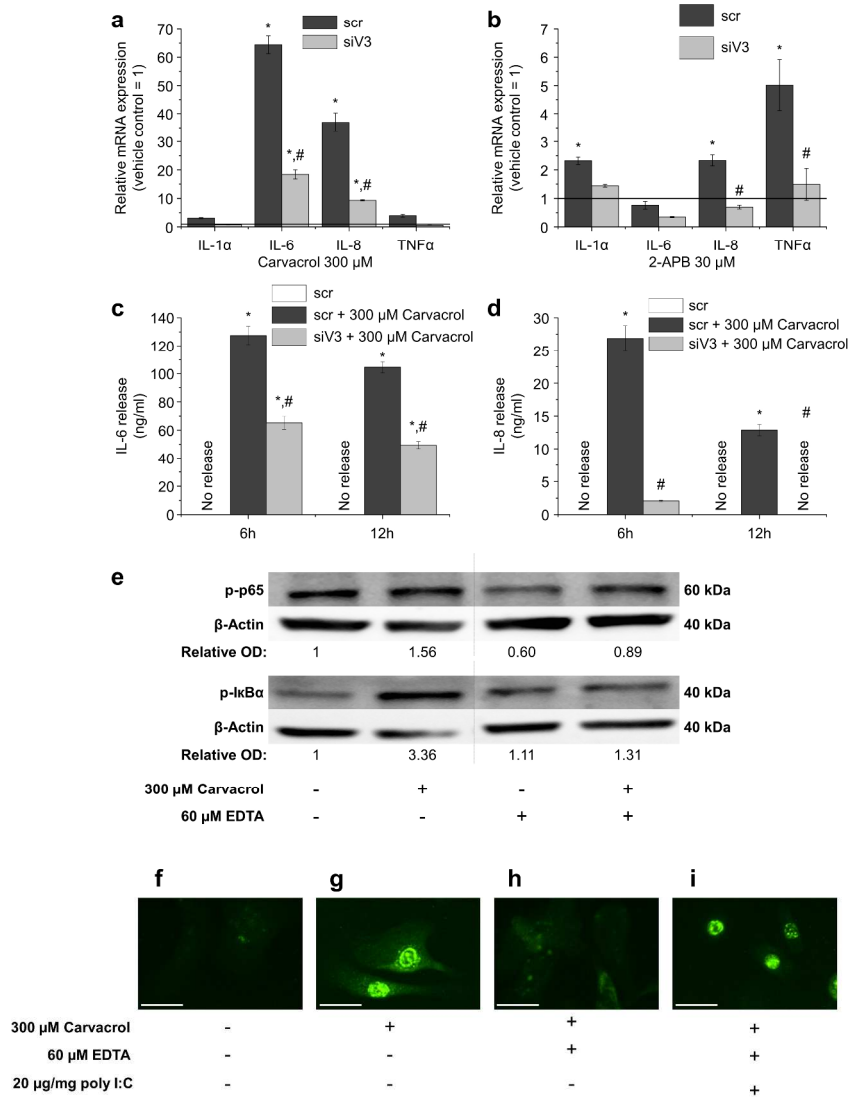 a
scr
siV3
Relative mRNA expression
(vehicle control = 1)
70
60
50
40
30
20
10
0
*
*,#
*
*,#
IL-1α IL-6 IL-8 TNFα
Carvacrol 300 µM
b
scr
siV3
Relative mRNA expression
(vehicle control = 1)
7
6
5
4
3
2
1
0
*
*
#
*
#
IL-1α IL-6 IL-8 TNFα
2-APB 30 µM
c
scr
scr + 300 µM Carvacrol
siV3 + 300 µM Carvacrol
IL-6 release
(ng/ml)
140
120
100
80
60
40
20
0
No release
*
*,#
No release
*
*,#
6h 12h
d
scr
scr + 300 µM Carvacrol
siV3 + 300 µM Carvacrol
IL-8 release
(ng/ml)
30
25
20
15
10
5
0
No release
*
#
No release
*
#
No release
6h 12h
e
p-p65 60 kDa
β-Actin 40 kDa
Relative OD: 1 1.56 0.60 0.89
p-IκBα 40 kDa
β-Actin 40 kDa
Relative OD: 1 3.36 1.11 1.31
300 µM Carvacrol - + - +
60 µM EDTA - - + +
f g h i
300 µM Carvacrol - + + +
60 µM EDTA - - + +
20 µg/mg poly I:C - - - +